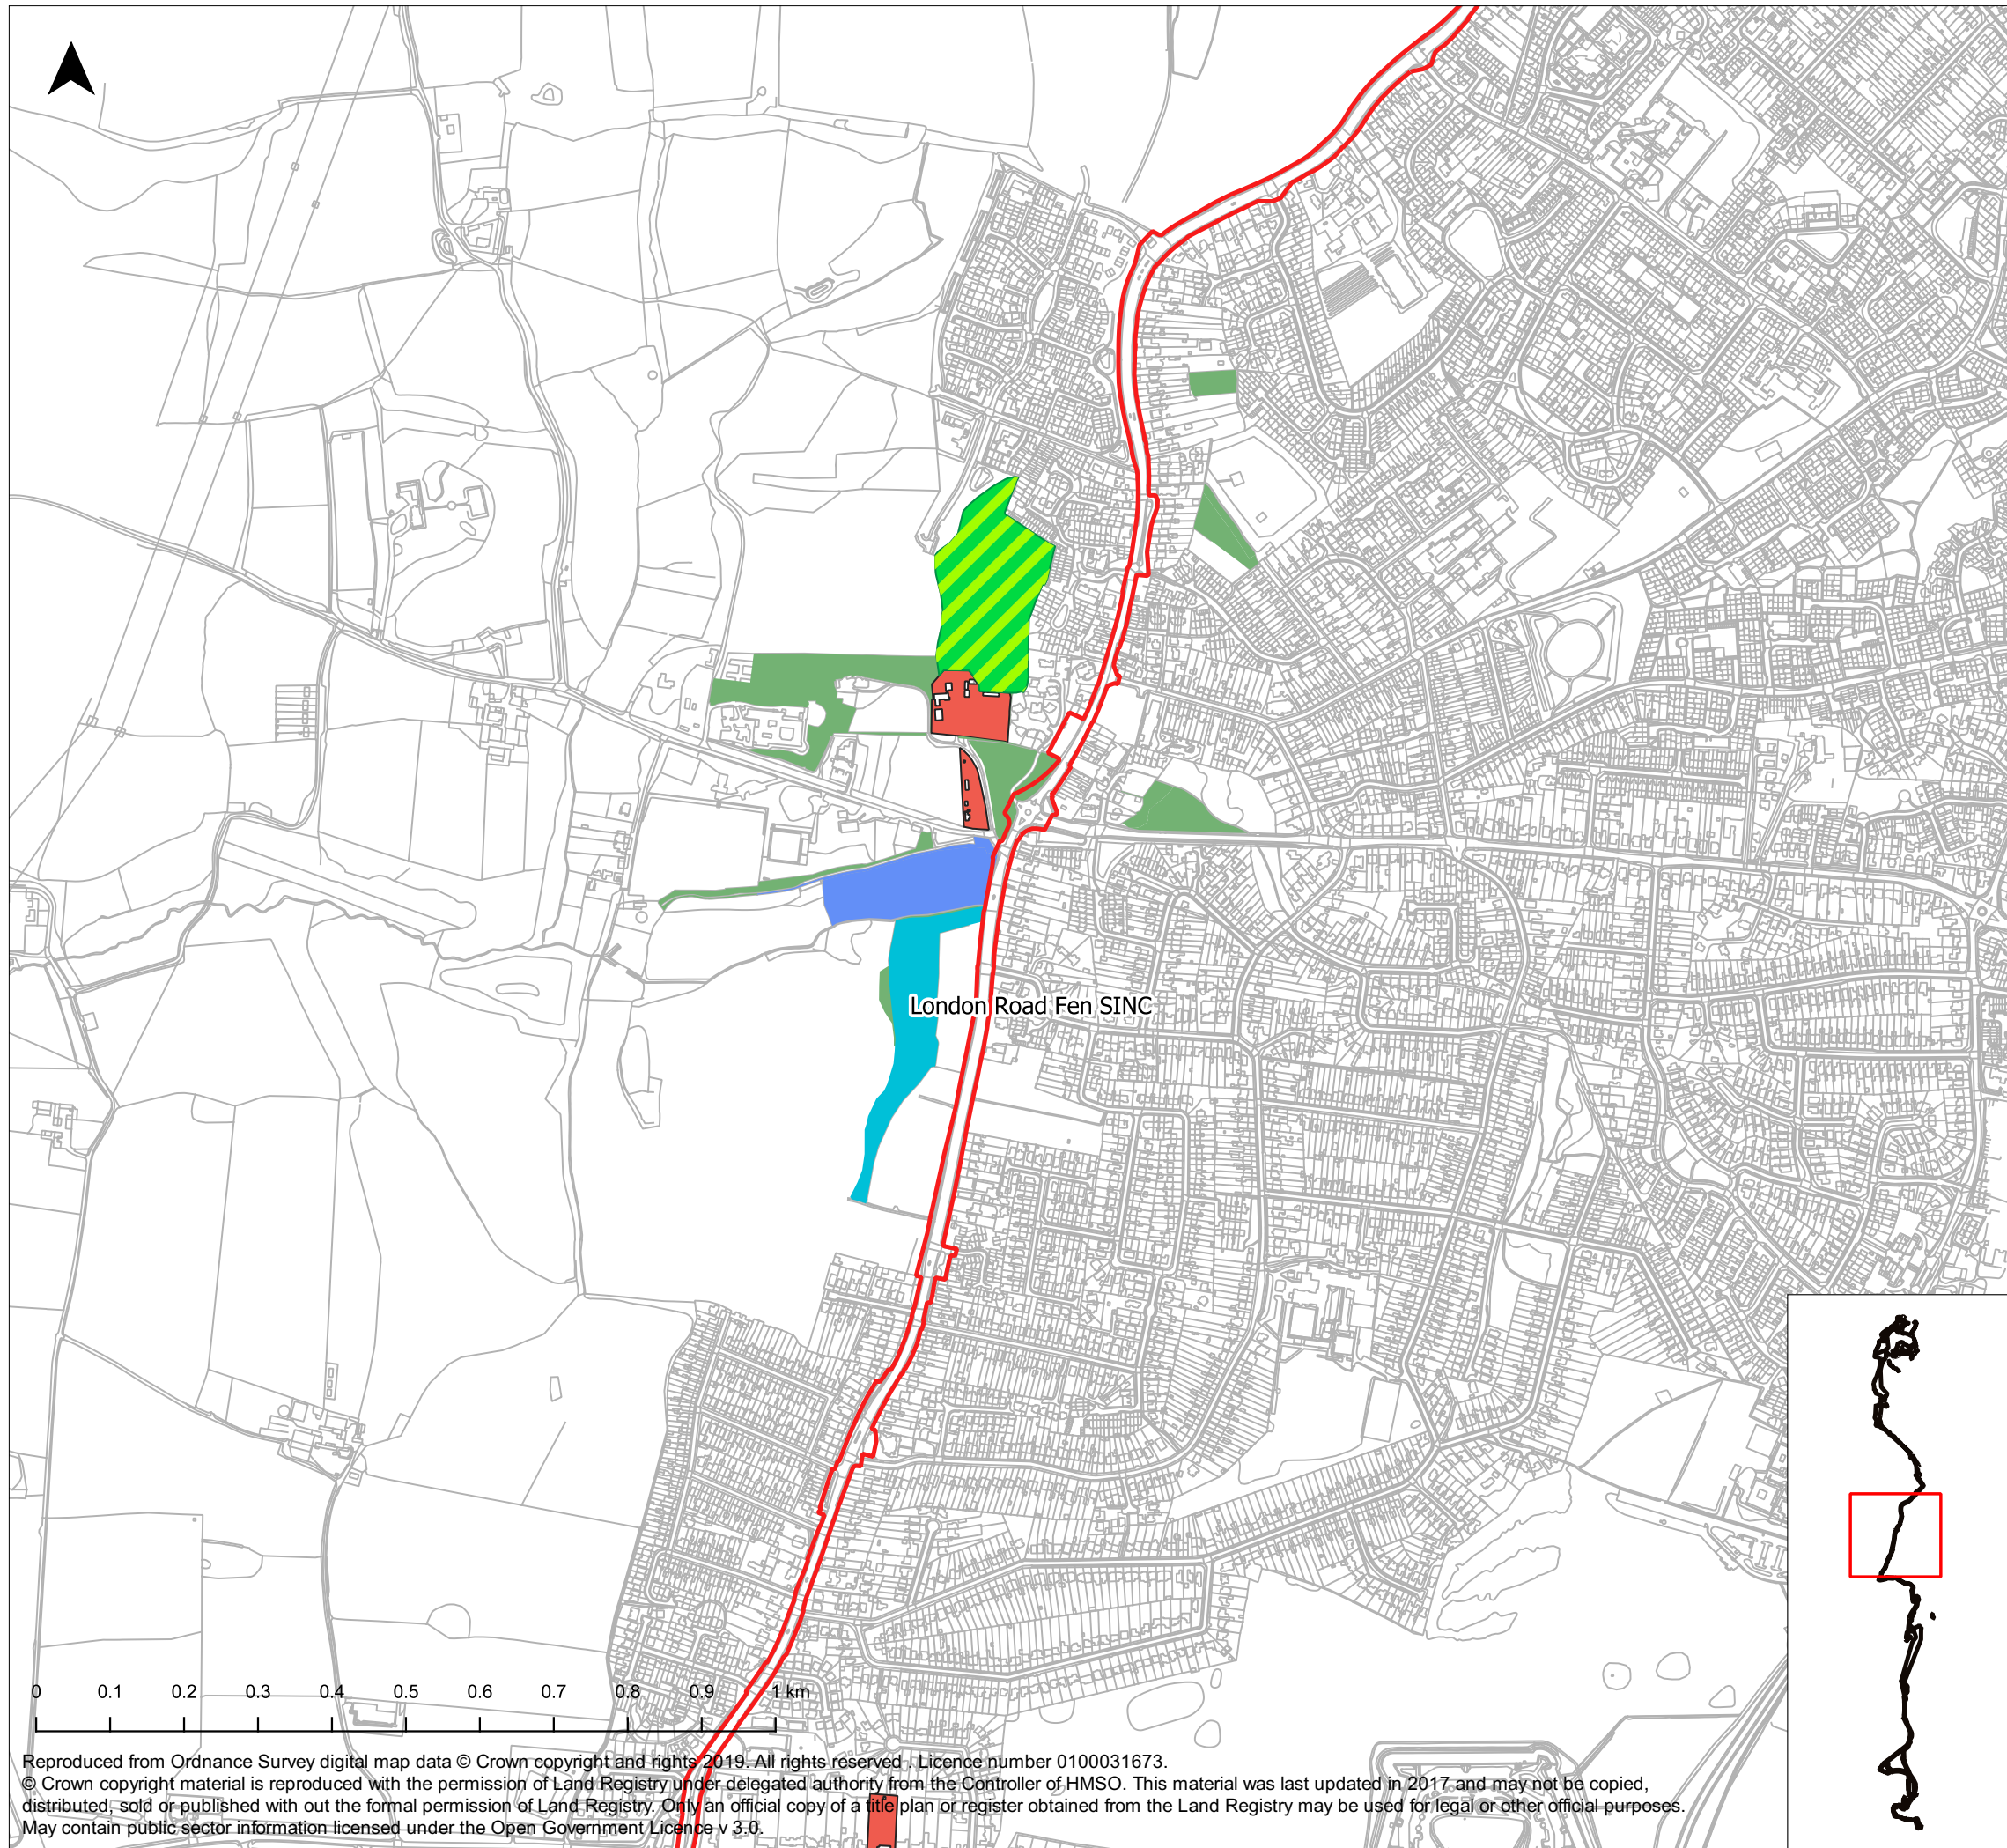 London Road Fen SINC
0 0.1 0.2 0.3 0.4 0.5 0.6 0.7 0.8 0.9 1 km
Reproduced from Ordnance Survey digital map data © Crown copyright and rights 2019. All rights reserved . Licence number 0100031673.
© Crown copyright material is reproduced with the permission of Land Registry under delegated authority from the Controller of HMSO. This material was last updated in 2017 and may not be copied,
distributed, sold or published with out the formal permission of Land Registry. Only an official copy of a title plan or register obtained from the Land Registry may be used for legal or other official purposes.
May contain public sector information licensed under the Open Government Licence v 3.0.